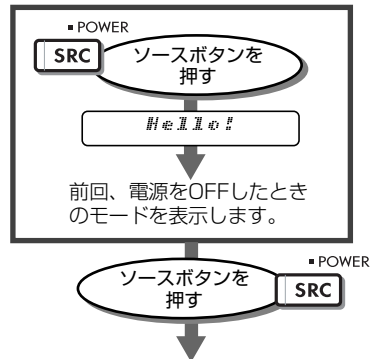 ■ POWER
SRC
ソースボタンを
押す
Hello!
前回、電源をOFFしたとき
のモードを表示します。
ソースボタンを
押す
■ POWER
SRC